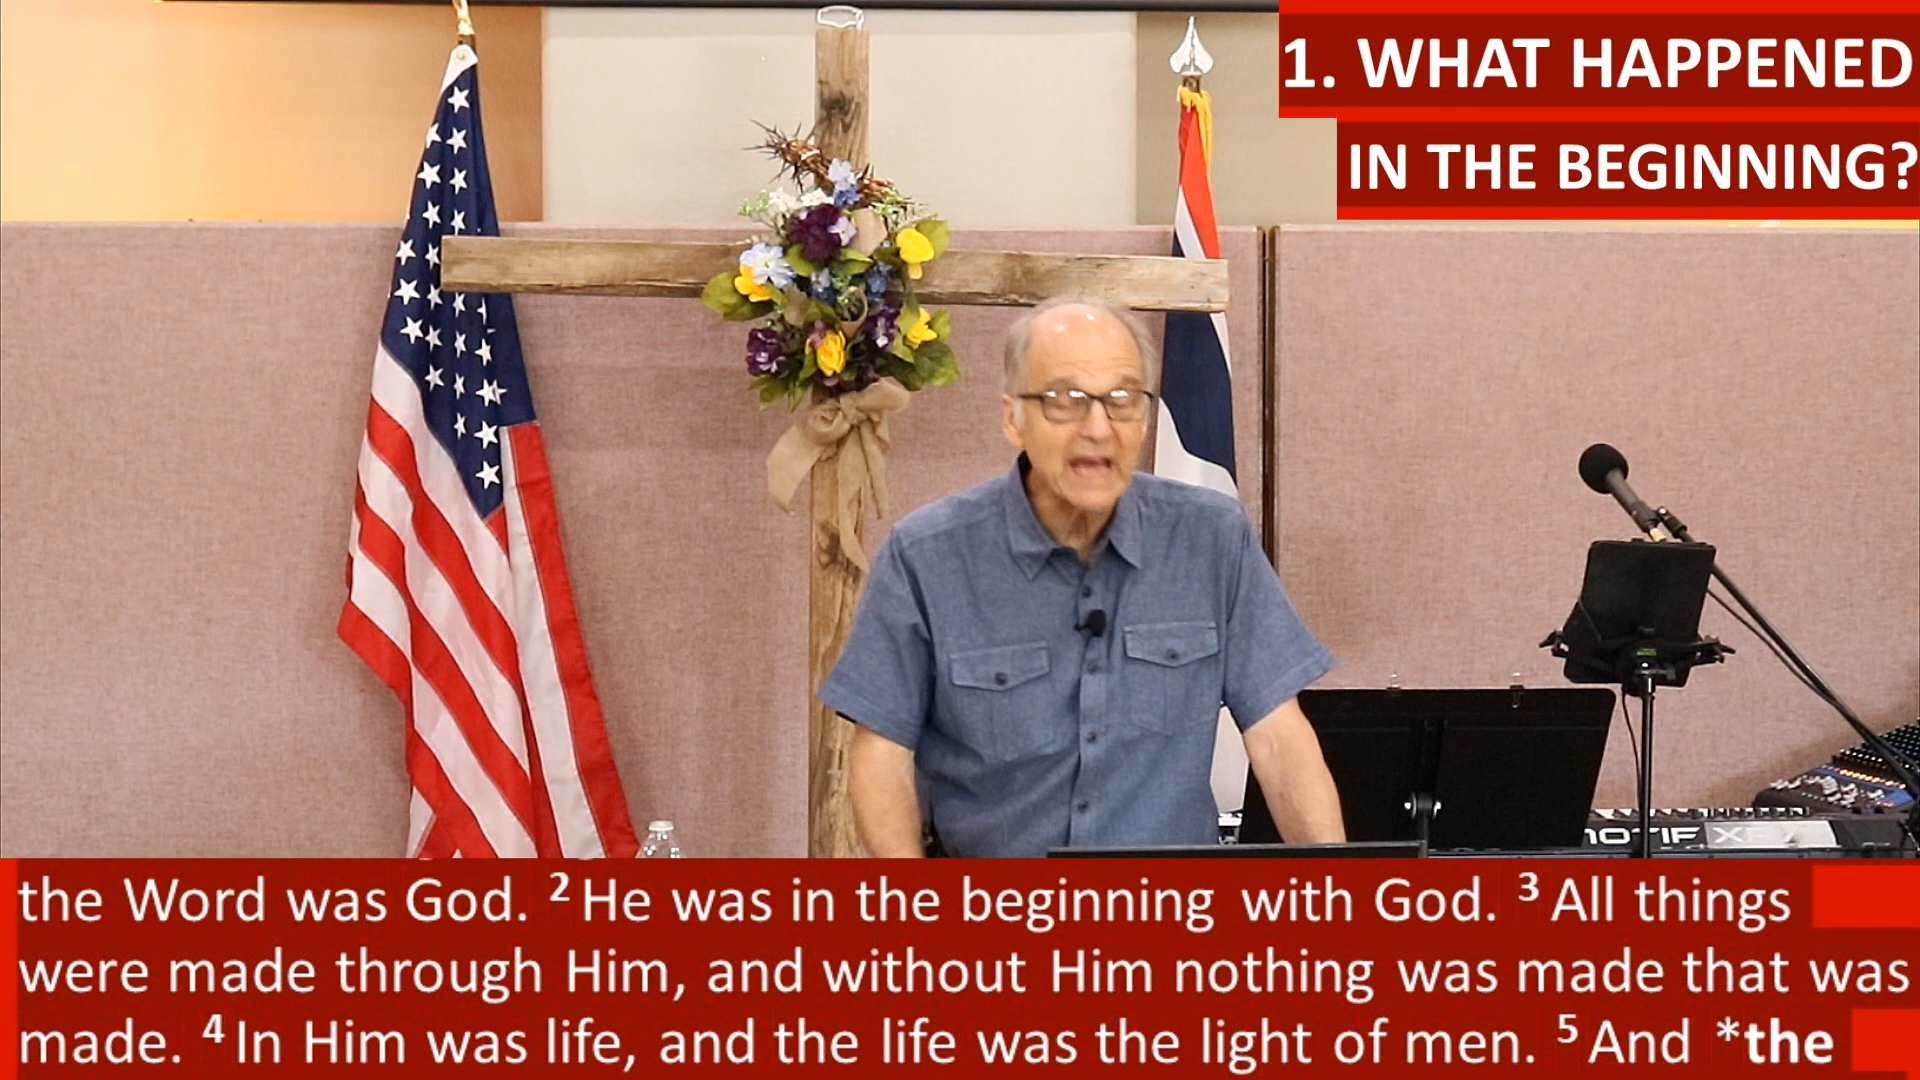 1. WHAT HAPPENED
IN THE BEGINNING?
MOTIF XF
the Word was God. 2 He was in the beginning with God. 3 All things
were made through Him, and without Him nothing was made that was
made. 4 In Him was life, and the life was the light of men. 5 And *the